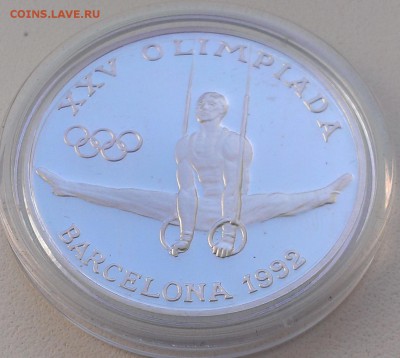 COINS.LAVE.RU
XXV OLIMPIADA
BARCELONA 1992